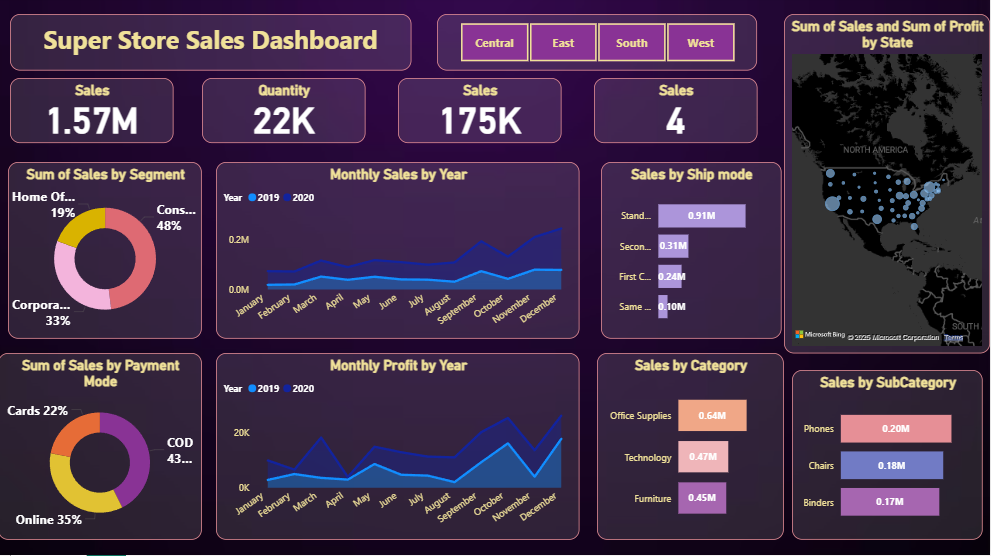 Super Store Sales Dashboard
Central
East
South
West
Sum of Sales and Sum of Profit
by State
Sales
1.57M
Quantity
22K
Sales
175K
Sales
4
NORTH AMERICA
SOUTH
Microsoft Bing
© 2025 Microsoft Corporation
Terms
Sum of Sales by Segment
Home Of...
19%
Cons...
48%
Corpora...
33%
Monthly Sales by Year
Year 2019 2020
0.2M
0.0M
January
February
March
April
May
June
July
August
September
October
November
December
Sales by Ship mode
Stand...
0.91M
Secon...
0.31M
First C...
0.24M
Same ...
0.10M
Sum of Sales by Payment
Mode
Cards 22%
COD
43...
Online 35%
Monthly Profit by Year
Year 2019 2020
20K
0K
January
February
March
April
May
June
July
August
September
October
November
December
Sales by Category
Office Supplies
0.64M
Technology
0.47M
Furniture
0.45M
Sales by SubCategory
Phones
0.20M
Chairs
0.18M
Binders
0.17M